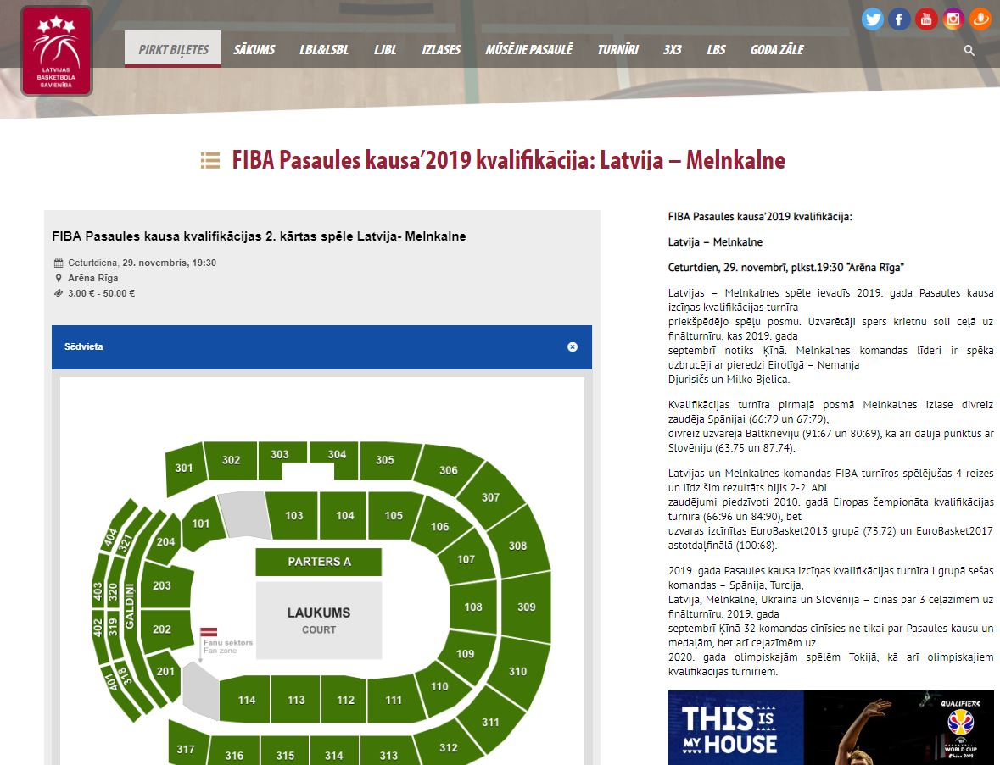 LATVIJAS
BASKETBOLA
SAVIENĪBA
PIRKT BIĻETES
SĀKUMS
LBL&LSBL
LJBL
IZLASES
MŪSĒJIE PASAULĒ
TURNĪRI
3X3
LBS
GODA ZĀLE
FIBA Pasaules kausa’2019 kvalifikācija: Latvija – Melnkalne
FIBA Pasaules kausa kvalifikācijas 2. kārtas spēle Latvija- Melnkalne
Ceturtdiena, 29. novembris, 19:30
Arēna Rīga
3.00 € - 50.00 €
Sēdvieta
301
302
303
304
305
306
307
308
309
310
311
312
313
314
315
316
317
101
103
104
105
106
107
108
109
110
111
112
113
114
404
321
204
403
320
203
GALDIŅI
402
319
202
401
318
201
PARTERS A
LAUKUMS
COURT
Fanu sektors
Fan zone
FIBA Pasaules kausa’2019 kvalifikācija:
Latvija – Melnkalne
Ceturtdien, 29. novembrī, plkst.19:30 “Arēna Rīga”
Latvijas – Melnkalnes spēle ievadīs 2019. gada Pasaules kausa
izcīņas kvalifikācijas turnīra
priekšpēdējo spēļu posmu. Uzvarētāji spers krietnu soli ceļā uz
finālturnīru, kas 2019. gada
septembrī notiks Ķīnā. Melnkalnes komandas līderi ir spēka
uzbrucēji ar pieredzi Eirolīgā – Nemanja
Djurisičs un Milko Bjelica.
Kvalifikācijas turnīra pirmajā posmā Melnkalnes izlase divreiz
zaudēja Spānijai (66:79 un 67:79),
divreiz uzvarēja Baltkrieviju (91:67 un 80:69), kā arī dalīja punktus ar
Slovēniju (63:75 un 87:74).
Latvijas un Melnkalnes komandas FIBA turnīros spēlējušas 4 reizes
un līdz šim rezultāts bijis 2-2. Abi
zaudējumi piedzīvoti 2010. gadā Eiropas čempionāta kvalifikācijas
turnīrā (66:96 un 84:90), bet
uzvaras izcīnītas EuroBasket2013 grupā (73:72) un EuroBasket2017
astotdaļfinālā (100:68).
2019. gada Pasaules kausa izcīņas kvalifikācijas turnīra I grupā sešas
komandas – Spānija, Turcija,
Latvija, Melnkalne, Ukraina un Slovēnija – cīnās par 3 ceļazīmēm uz
finālturnīru. 2019. gada
septembrī Ķīnā 32 komandas cīnīsies ne tikai par Pasaules kausu un
medaļām, bet arī ceļazīmēm uz
2020. gada olimpiskajām spēlēm Tokijā, kā arī olimpiskajiem
kvalifikācijas turnīriem.
THIS IS
MY HOUSE
QUALIFIERS
FIBA
BASKETBALL
WORLD CUP
China 2019